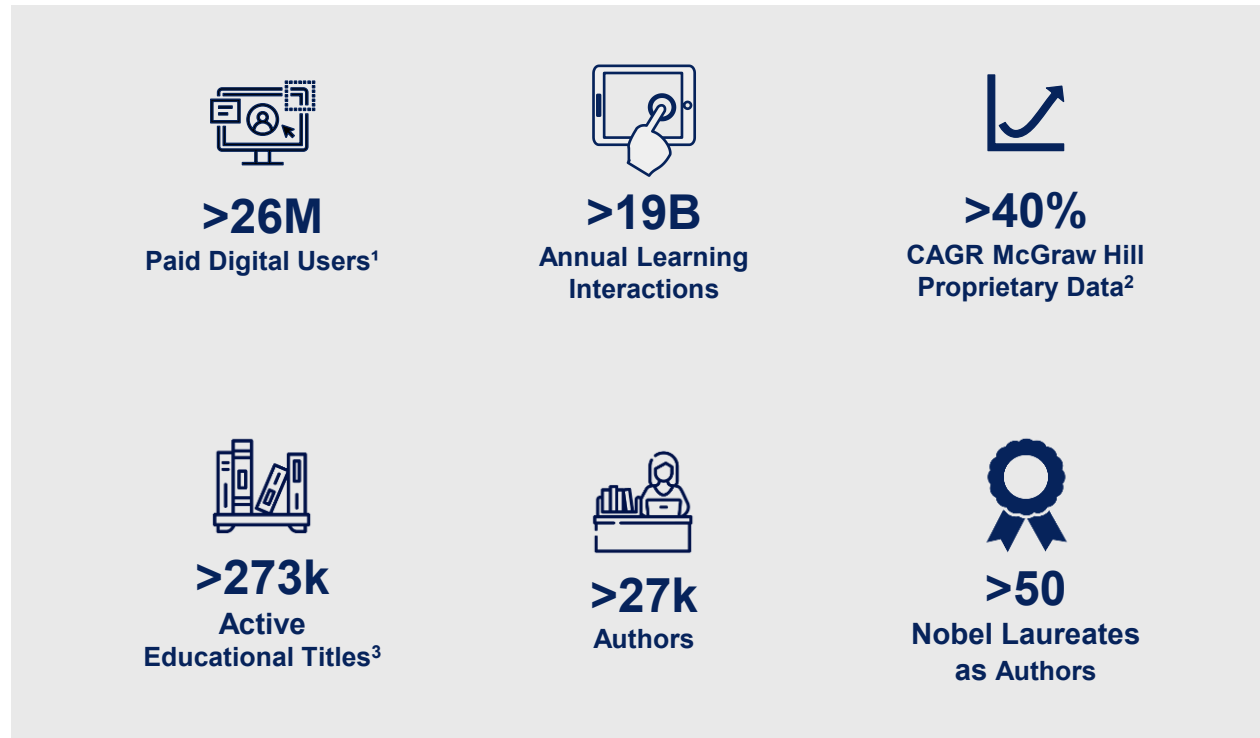 >26M
Paid Digital Users¹
>19B
Annual Learning
Interactions
>40%
CAGR McGraw Hill
Proprietary Data²
>273k
Active
Educational Titles³
>27k
Authors
>50
Nobel Laureates
as Authors